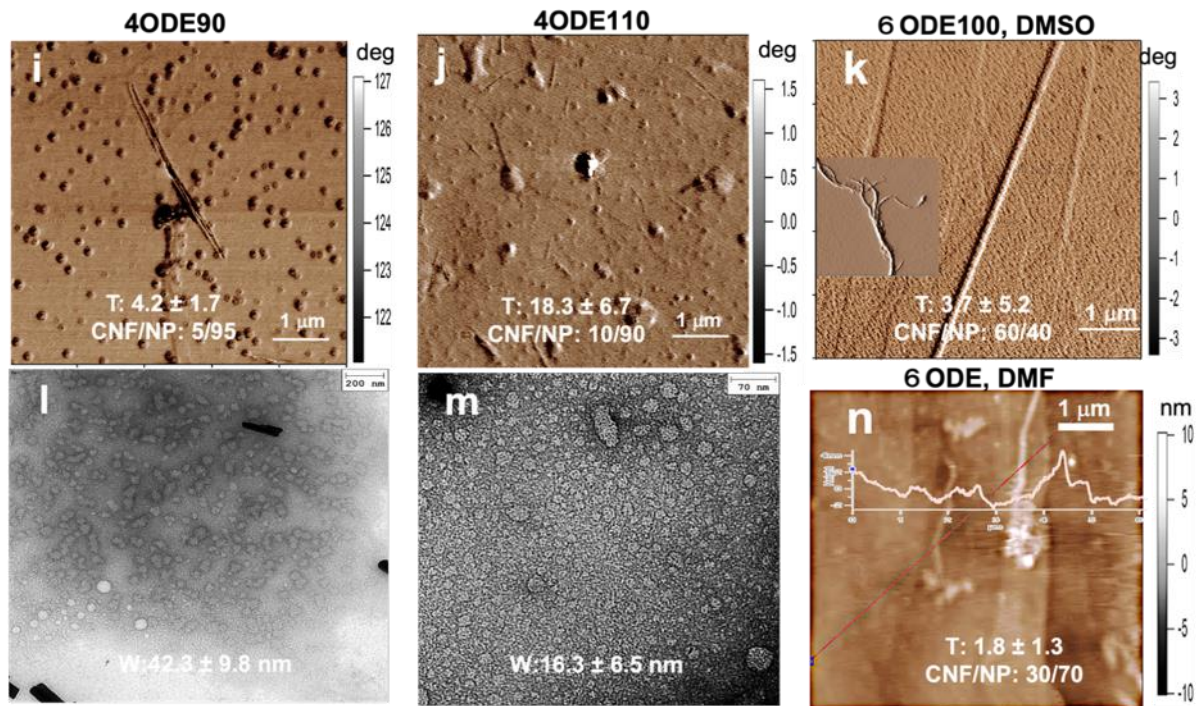 4ODE90
4ODE110
6 ODE100, DMSO
i
deg
127
126
125
124
123
122
T: 4.2 ± 1.7
CNF/NP: 5/95
1 μm
j
deg
1.5
1.0
0.5
0.0
-0.5
-1.0
-1.5
T: 18.3 ± 6.7
CNF/NP: 10/90
1 μm
k
deg
3
2
1
0
-1
-2
-3
T: 3.7 ± 5.2
CNF/NP: 60/40
1 μm
l
200 nm
W:42.3 ± 9.8 nm
m
70 nm
W:16.3 ± 6.5 nm
6 ODE, DMF
n
1 μm
nm
10
5
0
-5
-10
T: 1.8 ± 1.3
CNF/NP: 30/70